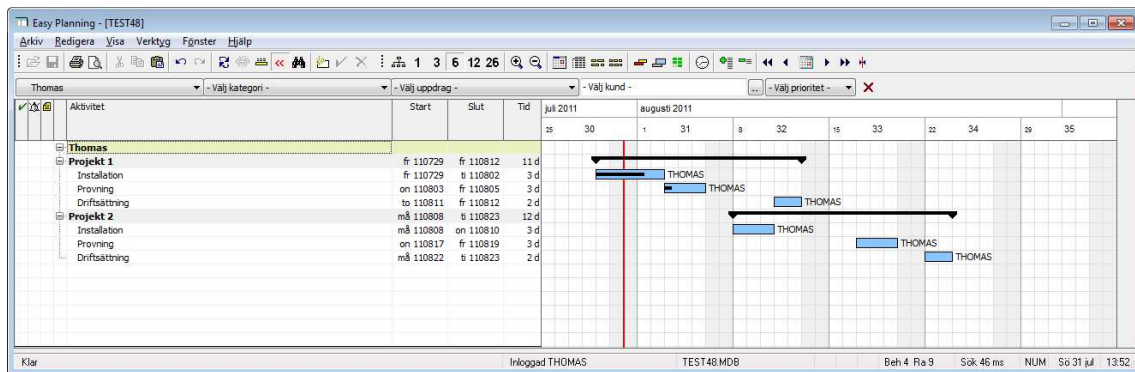 Easy Planning - [TEST48]
Arkiv Redigera Visa Verktyg Fönster Hjälp
1 3 6 12 26
Thomas - Välj kategori - - Välj uppdrag - - Välj kund - .. - Välj prioritet -
Aktivitet Start Slut Tid juli 2011 augusti 2011
25 30 1 31 8 32 15 33 22 34 29 35
Thomas
Projekt 1 fr 110729 fr 110812 11 d
Installation fr 110729 ti 110802 3 d THOMAS
Provning on 110803 fr 110805 3 d THOMAS
Driftsättning to 110811 fr 110812 2 d THOMAS
Projekt 2 må 110808 ti 110823 12 d
Installation må 110808 on 110810 3 d THOMAS
Provning on 110817 fr 110819 3 d THOMAS
Driftsättning må 110822 ti 110823 2 d THOMAS
Klar Inloggad THOMAS TEST48.MDB Beh 4 Ra 9 Sök 46 ms NUM Sö 31 jul 13:52